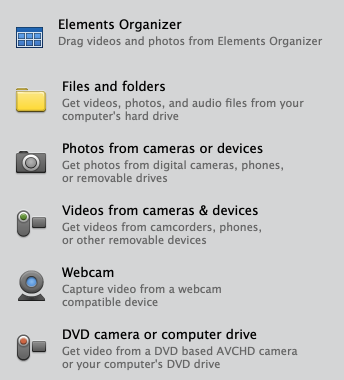 Elements Organizer
Drag videos and photos from Elements Organizer
Files and folders
Get videos, photos, and audio files from your
computer's hard drive
Photos from cameras or devices
Get photos from digital cameras, phones,
or removable drives
Videos from cameras & devices
Get videos from camcorders, phones,
or other removable devices
Webcam
Capture video from a webcam
compatible device
DVD camera or computer drive
Get video from a DVD based AVCHD camera
or your computer's DVD drive